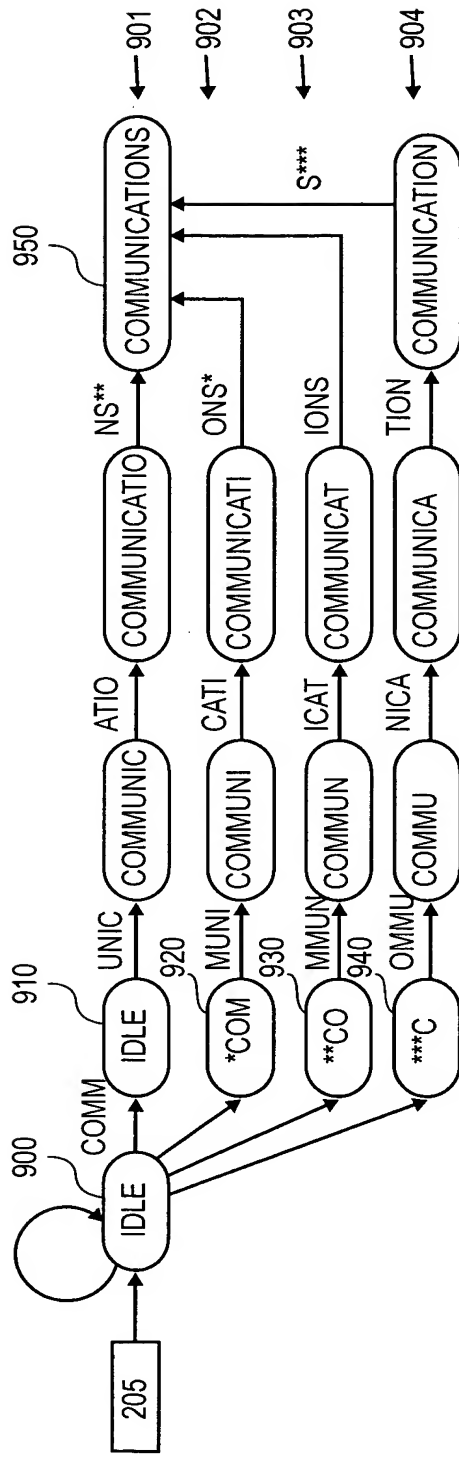 205
900
IDLE
COMM
910
IDLE
UNIC
COMMUNIC
ATIO
COMMUNICATIO
NS**
950
COMMUNICATIONS
901
920
*COM
MUNI
COMMUNI
CATI
COMMUNICATI
ONS*
902
930
**CO
MMUN
COMMUN
ICAT
COMMUNICAT
IONS
903
940
***C
OMMU
COMMU
NICA
COMMUNICA
TION
COMMUNICATION
S***
904